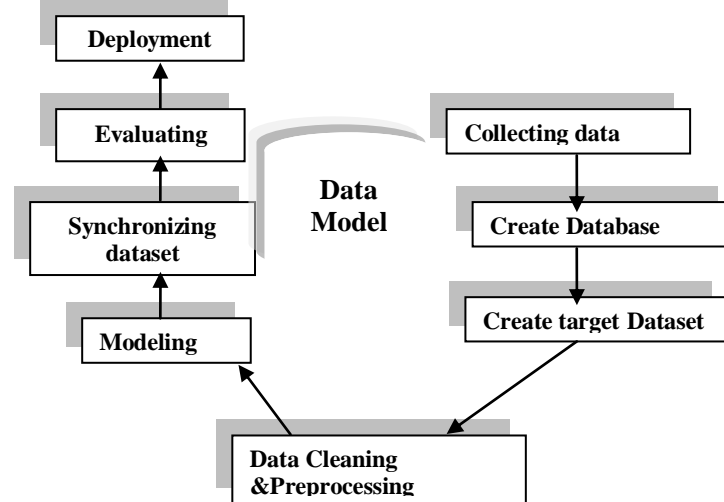 Deployment
Evaluating
Synchronizing
dataset
Modeling
Data
Model
Collecting data
Create Database
Create target Dataset
Data Cleaning
&Preprocessing